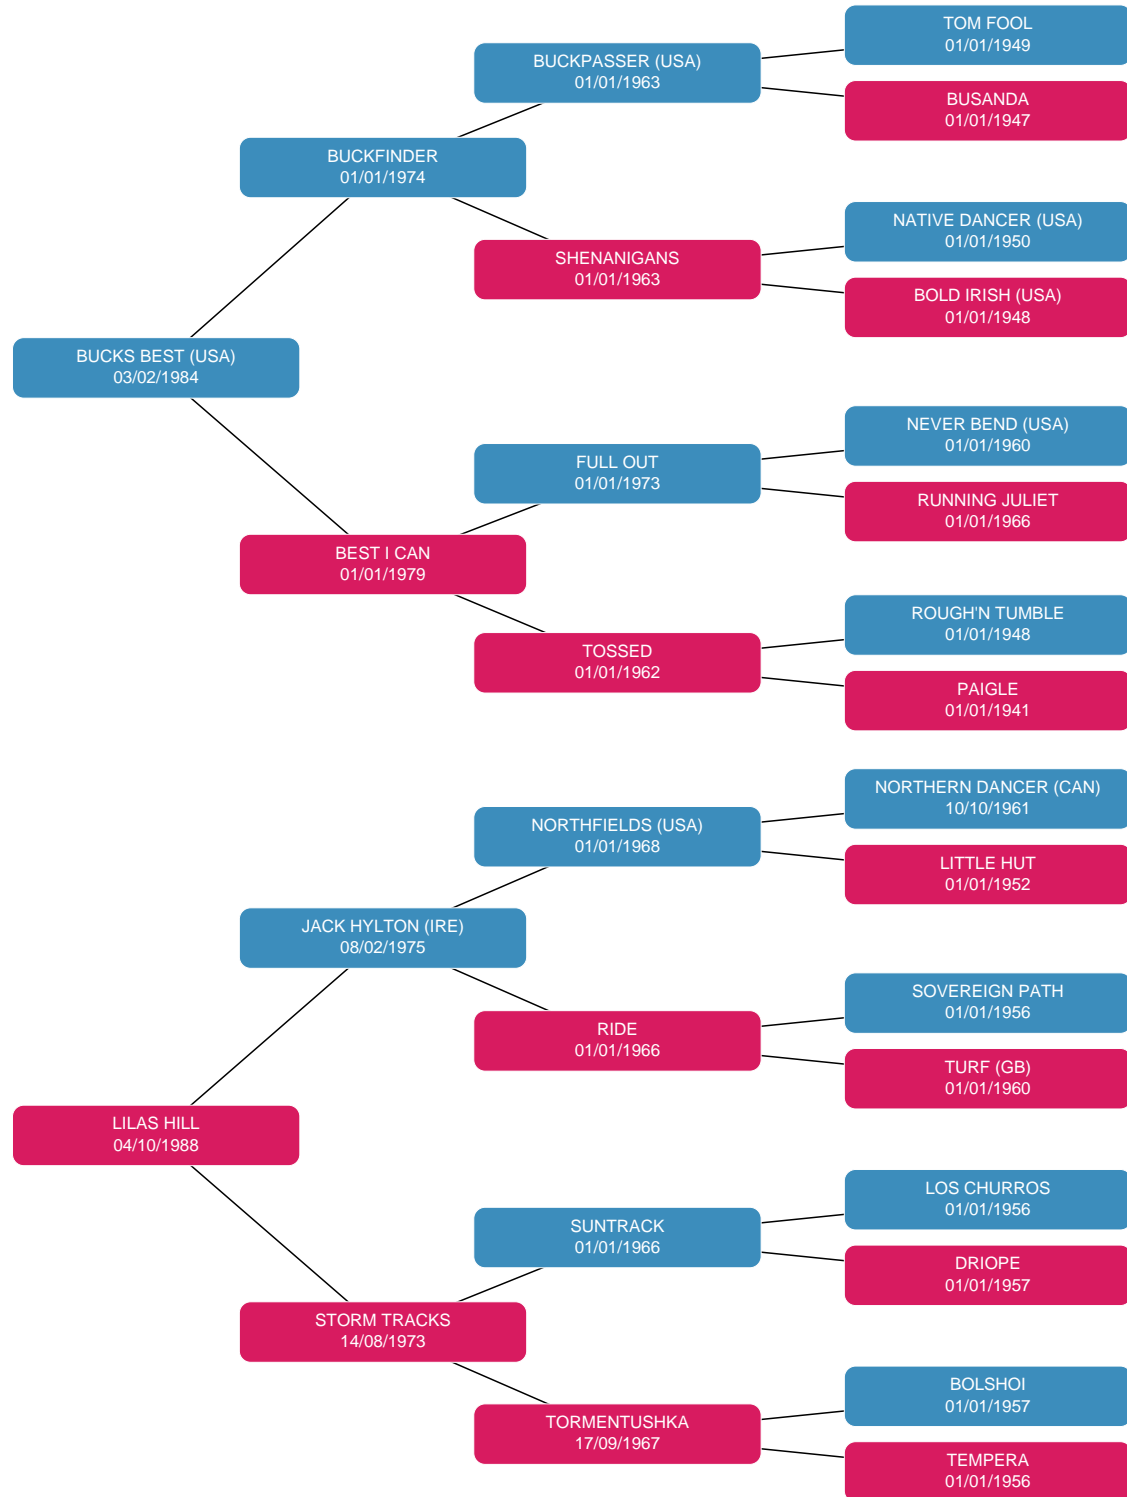 TOM FOOL
01/01/1949
BUCKPASSER (USA)
01/01/1963
BUSANDA
01/01/1947
BUCKFINDER
01/01/1974
NATIVE DANCER (USA)
01/01/1950
SHENANIGANS
01/01/1963
BOLD IRISH (USA)
01/01/1948
BUCKS BEST (USA)
03/02/1984
NEVER BEND (USA)
01/01/1960
FULL OUT
01/01/1973
RUNNING JULIET
01/01/1966
BEST I CAN
01/01/1979
ROUGH'N TUMBLE
01/01/1948
TOSSED
01/01/1962
PAIGLE
01/01/1941
NORTHERN DANCER (CAN)
10/10/1961
NORTHFIELDS (USA)
01/01/1968
LITTLE HUT
01/01/1952
JACK HYLTON (IRE)
08/02/1975
SOVEREIGN PATH
01/01/1956
RIDE
01/01/1966
TURF (GB)
01/01/1960
LILAS HILL
04/10/1988
LOS CHURROS
01/01/1956
SUNTRACK
01/01/1966
DRIOPE
01/01/1957
STORM TRACKS
14/08/1973
BOLSHOI
01/01/1957
TORMENTUSHKA
17/09/1967
TEMPERA
01/01/1956